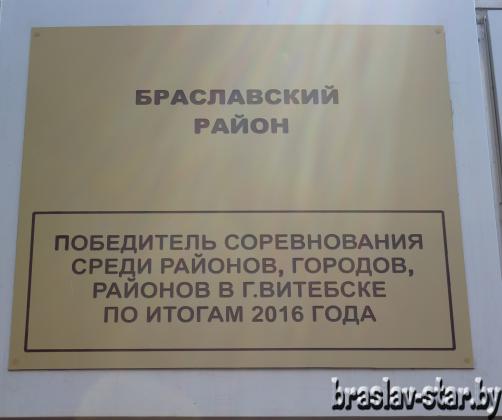 БРАСЛАВСКИЙ
РАЙОН
ПОБЕДИТЕЛЬ СОРЕВНОВАНИЯ
СРЕДИ РАЙОНОВ, ГОРОДОВ,
РАЙОНОВ В Г.ВИТЕБСКЕ
ПО ИТОГАМ 2016 ГОДА
braslav-star.by